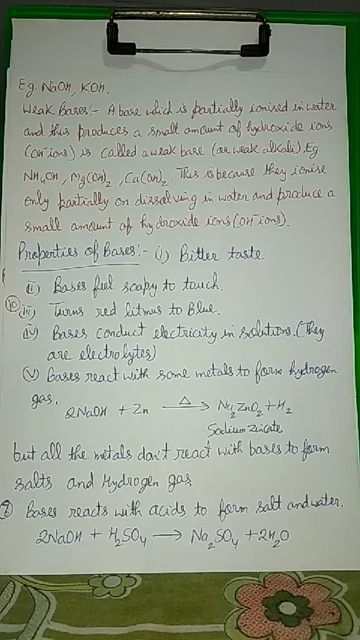 Eg. NaOH, KOH.
Weak Bases:- A base which is partially ionised in water
and thus produces a small amount of hydroxide ions
(OH⁻ ions) is called a weak base (or weak alkali). Eg.
NH₄OH, Mg(OH)₂, Ca(OH)₂. This is because they ionise
only partially on dissolving in water and produce a
small amount of hydroxide ions (OH⁻ ions).
Properties of Bases:- (i) Bitter taste
(ii) Bases fuel soapy to touch.
(10) (iii) Turns red litmus to Blue.
(iv) Bases conduct electricity in solutions. (They
are electrolytes)
(v) Bases react with some metals to form hydrogen
gas.
2NaOH + Zn —Δ→ Na₂ZnO₂ + H₂
Sodium zincate
but all the metals don't react with bases to form
salts and Hydrogen gas
Bases reacts with acids to form salt and water.
2NaOH + H₂SO₄ → Na₂SO₄ + 2H₂O